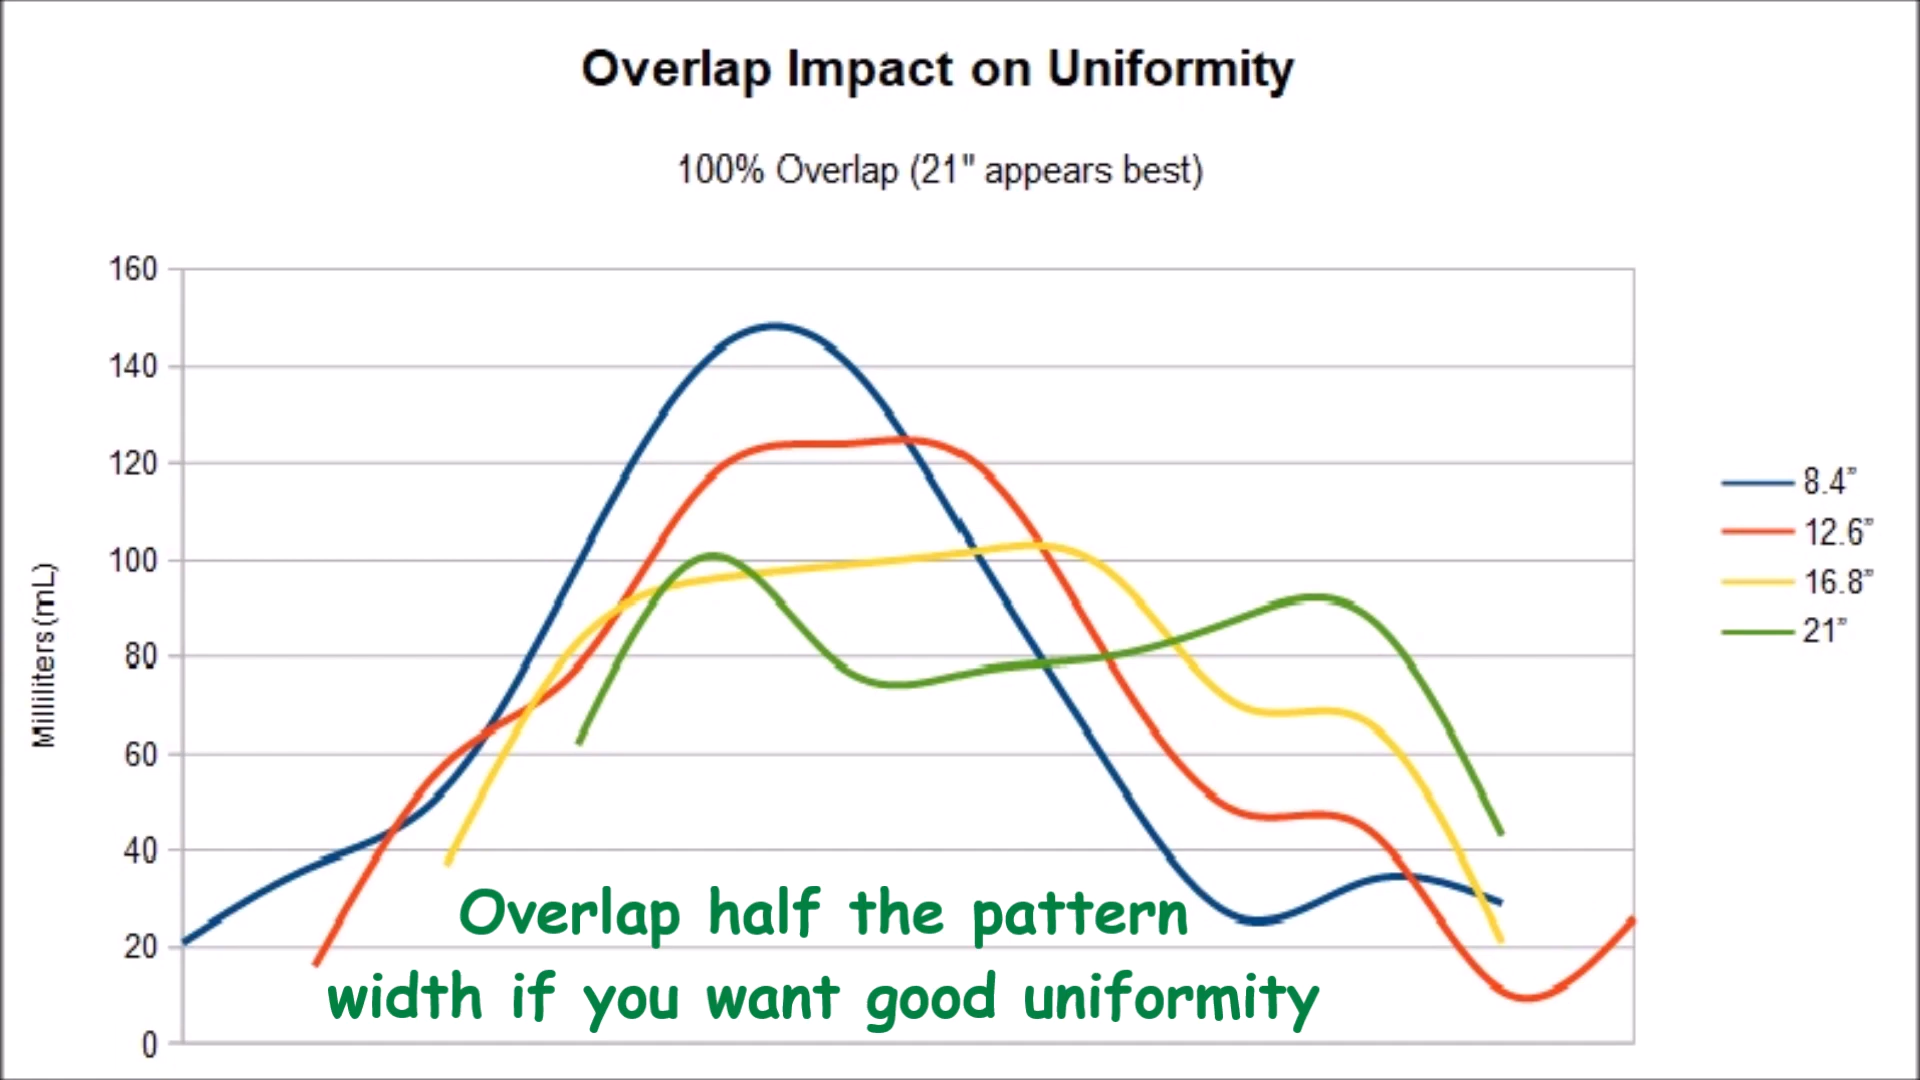 Overlap Impact on Uniformity
100% Overlap (21" appears best)
160
140
120
100
80
60
40
20
0
Milliliters(mL)
8.4”
12.6”
16.8”
21”
Overlap half the pattern
width if you want good uniformity